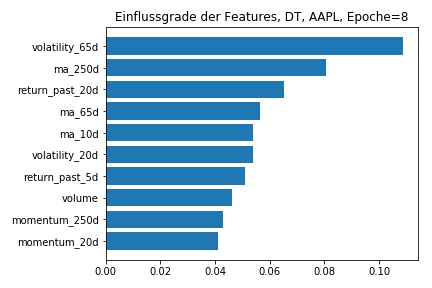 Einflussgrade der Features, DT, AAPL, Epoche=8
volatility_65d
ma_250d
return_past_20d
ma_65d
ma_10d
volatility_20d
return_past_5d
volume
momentum_250d
momentum_20d
0.00 0.02 0.04 0.06 0.08 0.10